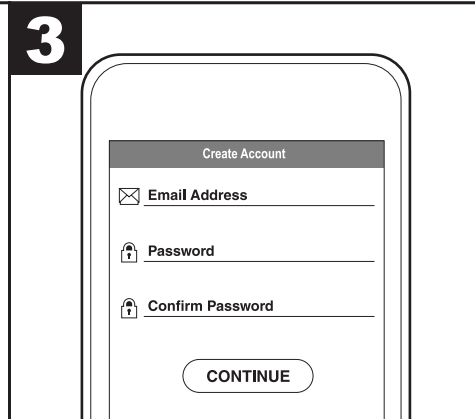 3
Create Account
Email Address
Password
Confirm Password
CONTINUE